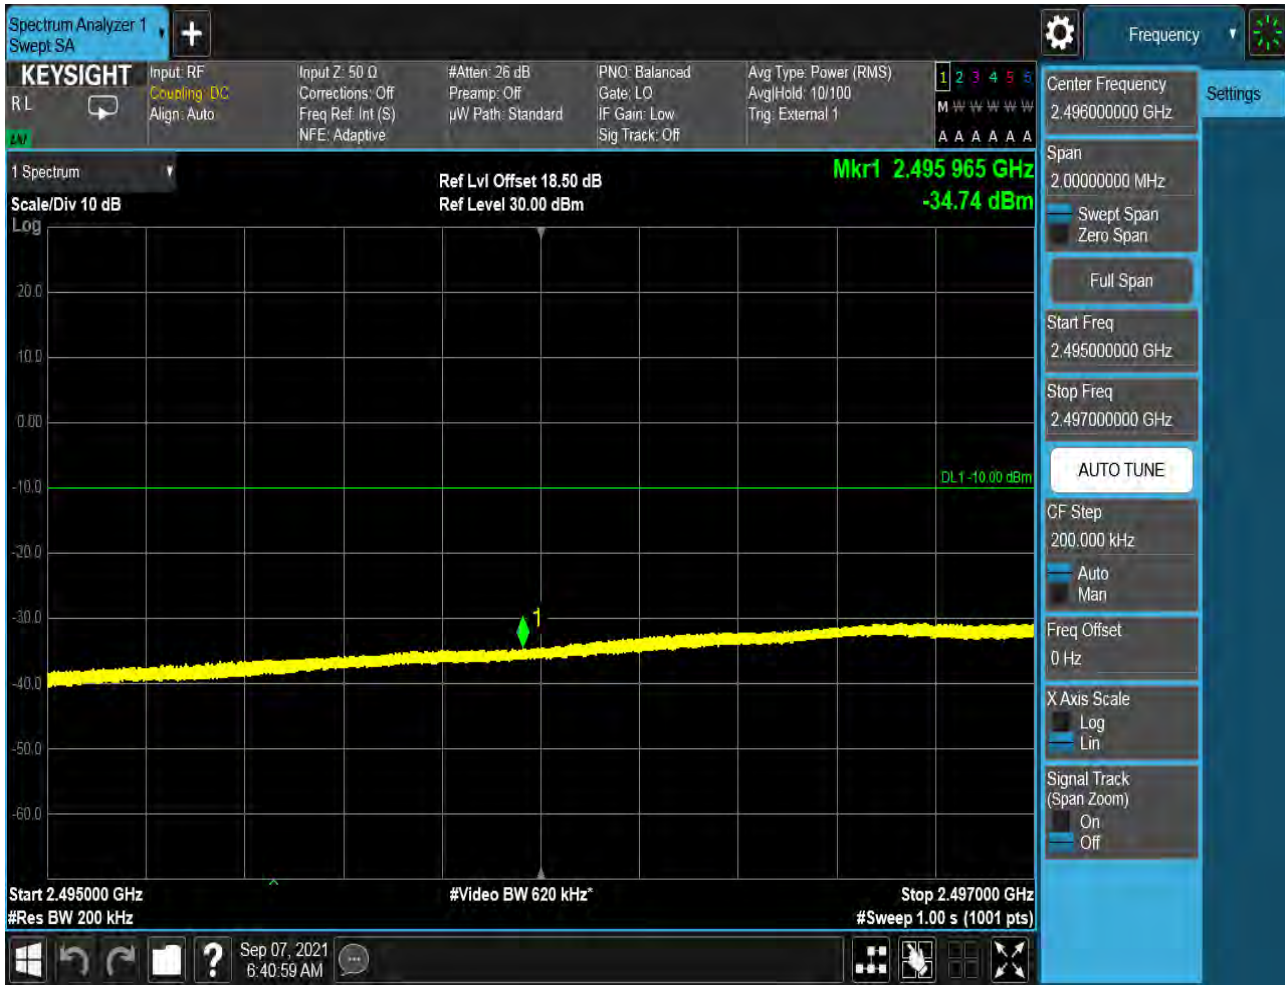 Spectrum Analyzer 1
Swept SA
Frequency
KEYSIGHT
R L
Input: RF
Coupling: DC
Align: Auto
Input Z: 50 Ω
Corrections: Off
Freq Ref: Int (S)
NFE: Adaptive
#Atten: 26 dB
Preamp: Off
µW Path: Standard
PNO: Balanced
Gate: LO
IF Gain: Low
Sig Track: Off
Avg Type: Power (RMS)
Avg|Hold: 10/100
Trig: External 1
1 2 3 4 5 6
M W W W W W
A A A A A A
1 Spectrum
Scale/Div 10 dB
Log
Ref Lvl Offset 18.50 dB
Ref Level 30.00 dBm
Mkr1 2.495 965 GHz
-34.74 dBm
20.0
10.0
0.00
-10.0
-20.0
-30.0
-40.0
-50.0
-60.0
DL1 -10.00 dBm
1
Start 2.495000 GHz
#Res BW 200 kHz
#Video BW 620 kHz*
Stop 2.497000 GHz
#Sweep 1.00 s (1001 pts)
Sep 07, 2021
6:40:59 AM
Center Frequency
2.496000000 GHz
Settings
Span
2.00000000 MHz
Swept Span
Zero Span
Full Span
Start Freq
2.495000000 GHz
Stop Freq
2.497000000 GHz
AUTO TUNE
CF Step
200.000 kHz
Auto
Man
Freq Offset
0 Hz
X Axis Scale
Log
Lin
Signal Track
(Span Zoom)
On
Off